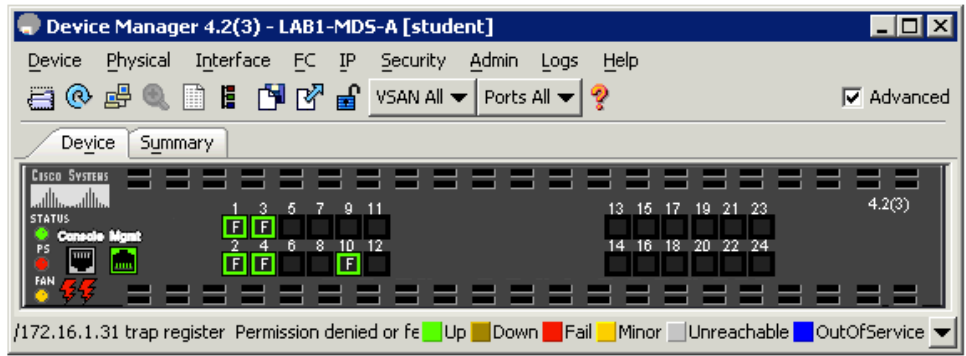 Device Manager 4.2(3) - LAB1-MDS-A [student]
Device Physical Interface FC IP Security Admin Logs Help
VSAN All Ports All Advanced
Device Summary
CISCO SYSTEMS
1 3 5 7 9 11 13 15 17 19 21 23 4.2(3)
STATUS
F F
Console Mgmt
PS
2 4 6 8 10 12 14 16 18 20 22 24
F F F
FAN
/172.16.1.31 trap register Permission denied or fe Up Down Fail Minor Unreachable OutOfService